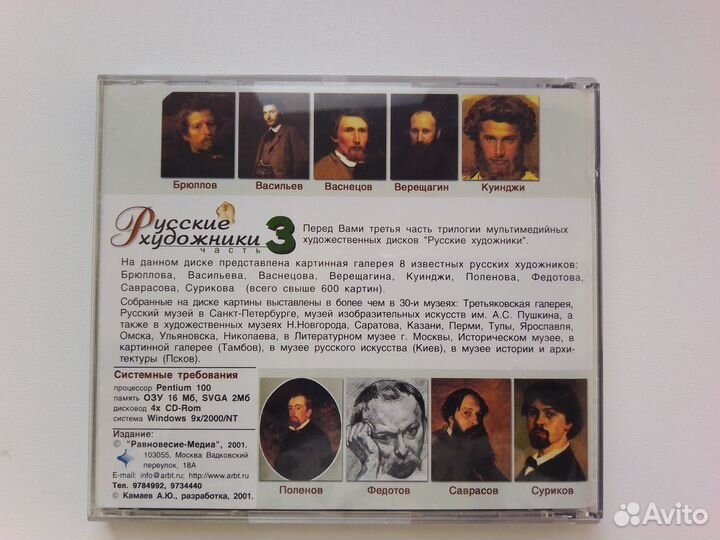 Брюллов Васильев Васнецов Верещагин Куинджи
Русские
художники
часть 3
Перед Вами третья часть трилогии мультимедийных
художественных дисков "Русские художники".
На данном диске представлена картинная галерея 8 известных русских художников:
Брюллова, Васильева, Васнецова, Верещагина, Куинджи, Поленова, Федотова,
Саврасова, Сурикова (всего свыше 600 картин).
Собранные на диске картины выставлены в более чем в 30-и музеях: Третьяковская галерея,
Русский музей в Санкт-Петербурге, музей изобразительных искусств им. А.С. Пушкина, а
также в художественных музеях Н.Новгорода, Саратова, Казани, Перми, Тулы, Ярославля,
Омска, Ульяновска, Николаева, в Литературном музее г. Москвы, Историческом музее, в
картинной галерее (Тамбов), в музее русского искусства (Киев), в музее истории и архи-
тектуры (Псков).
Системные требования
процессор Pentium 100
память ОЗУ 16 Мб, SVGA 2Мб
дисковод 4x CD-Rom
система Windows 9x/2000/NT
Издание:
© "Равновесие-Медиа", 2001.
103055, Москва Вадковский
переулок, 18А
E-mail: info@arbt.ru; http://www.arbt.ru
Тел. 9784992, 9734440
© Камаев А.Ю., разработка, 2001.
Поленов Федотов Саврасов Суриков
Avito